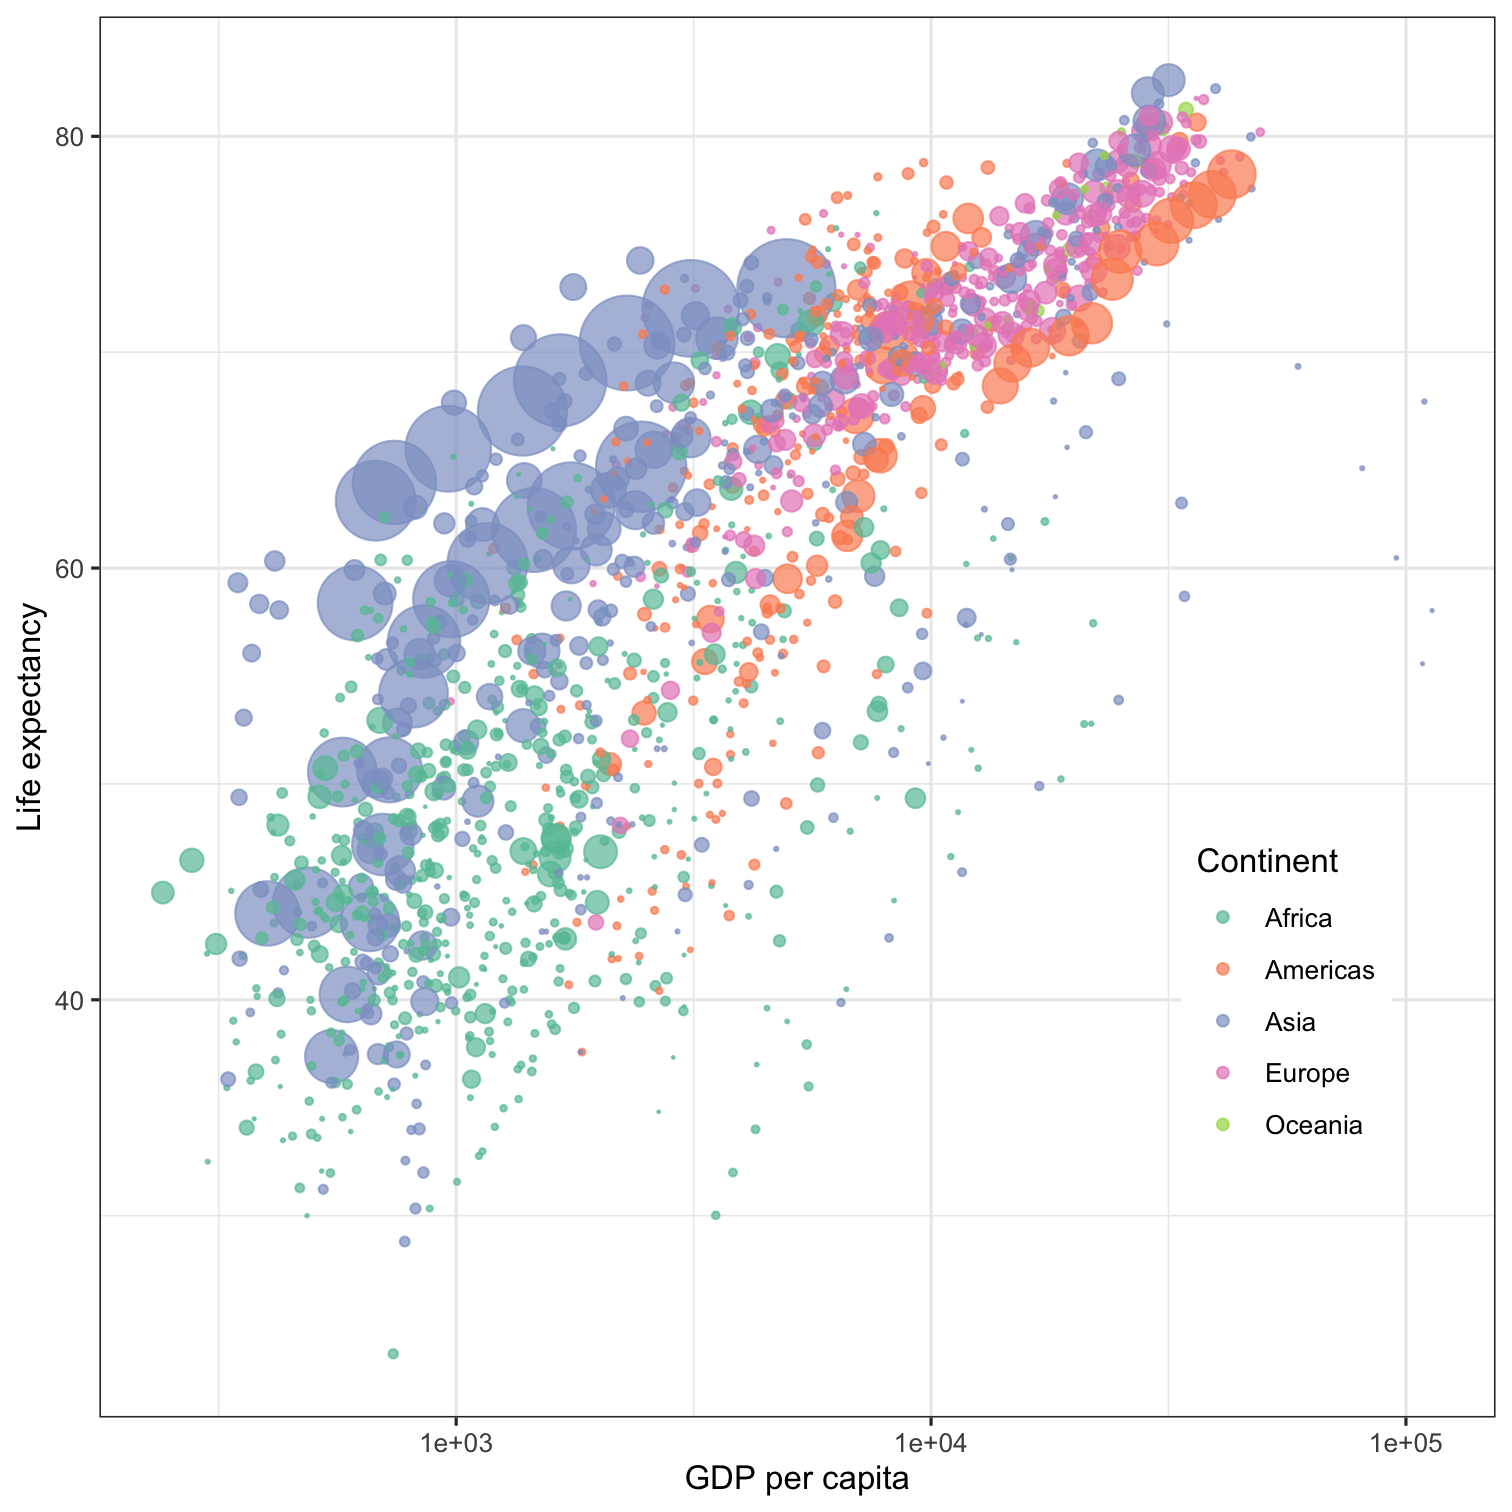 80
60
40
Life expectancy
Continent
Africa
Americas
Asia
Europe
Oceania
1e+03
1e+04
1e+05
GDP per capita